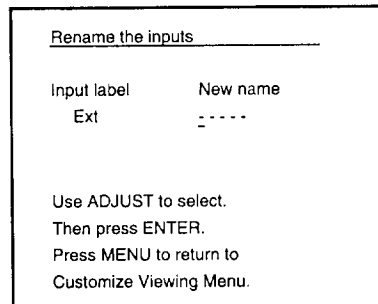 Rename the inputs
Input label New name
Ext - - - - -
Use ADJUST to select.
Then press ENTER.
Press MENU to return to
Customize Viewing Menu.